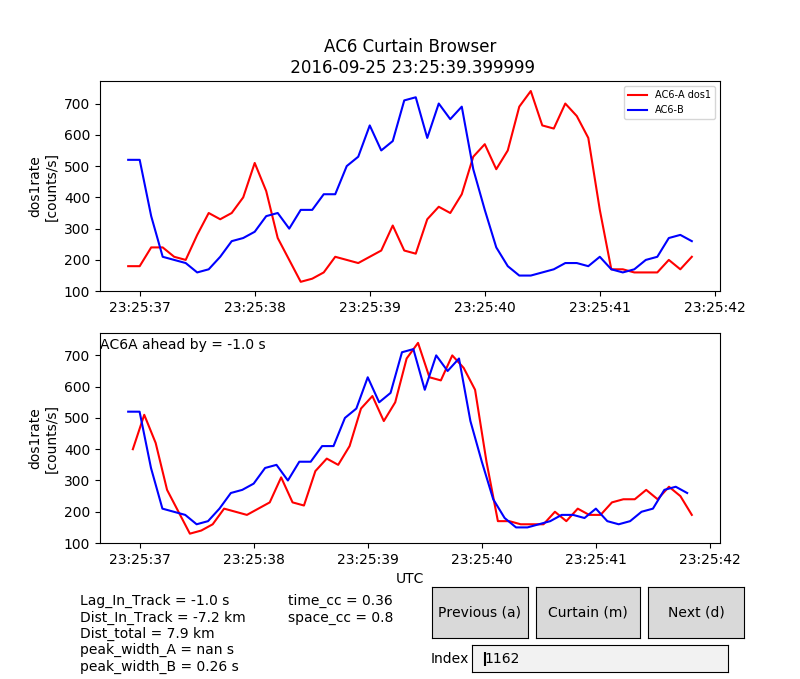 AC6 Curtain Browser
2016-09-25 23:25:39.399999
dos1rate
[counts/s]
700
600
500
400
300
200
100
AC6-A dos1
AC6-B
23:25:37 23:25:38 23:25:39 23:25:40 23:25:41 23:25:42
AC6A ahead by = -1.0 s
dos1rate
[counts/s]
700
600
500
400
300
200
100
23:25:37 23:25:38 23:25:39 23:25:40 23:25:41 23:25:42
UTC
Lag_In_Track = -1.0 s
Dist_In_Track = -7.2 km
Dist_total = 7.9 km
peak_width_A = nan s
peak_width_B = 0.26 s
time_cc = 0.36
space_cc = 0.8
Previous (a) Curtain (m) Next (d)
Index 1162